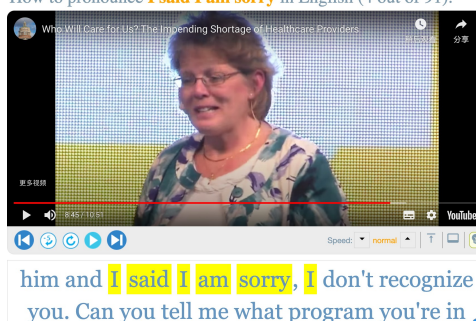 How to pronounce I said I am sorry in English (4 out of 91):
Who Will Care for Us? The Impending Shortage of Healthcare Providers
分享
更多视频
8:45 / 10:51
YouTube
Speed: normal
him and I said I am sorry, I don't recognize
you. Can you tell me what program you're in